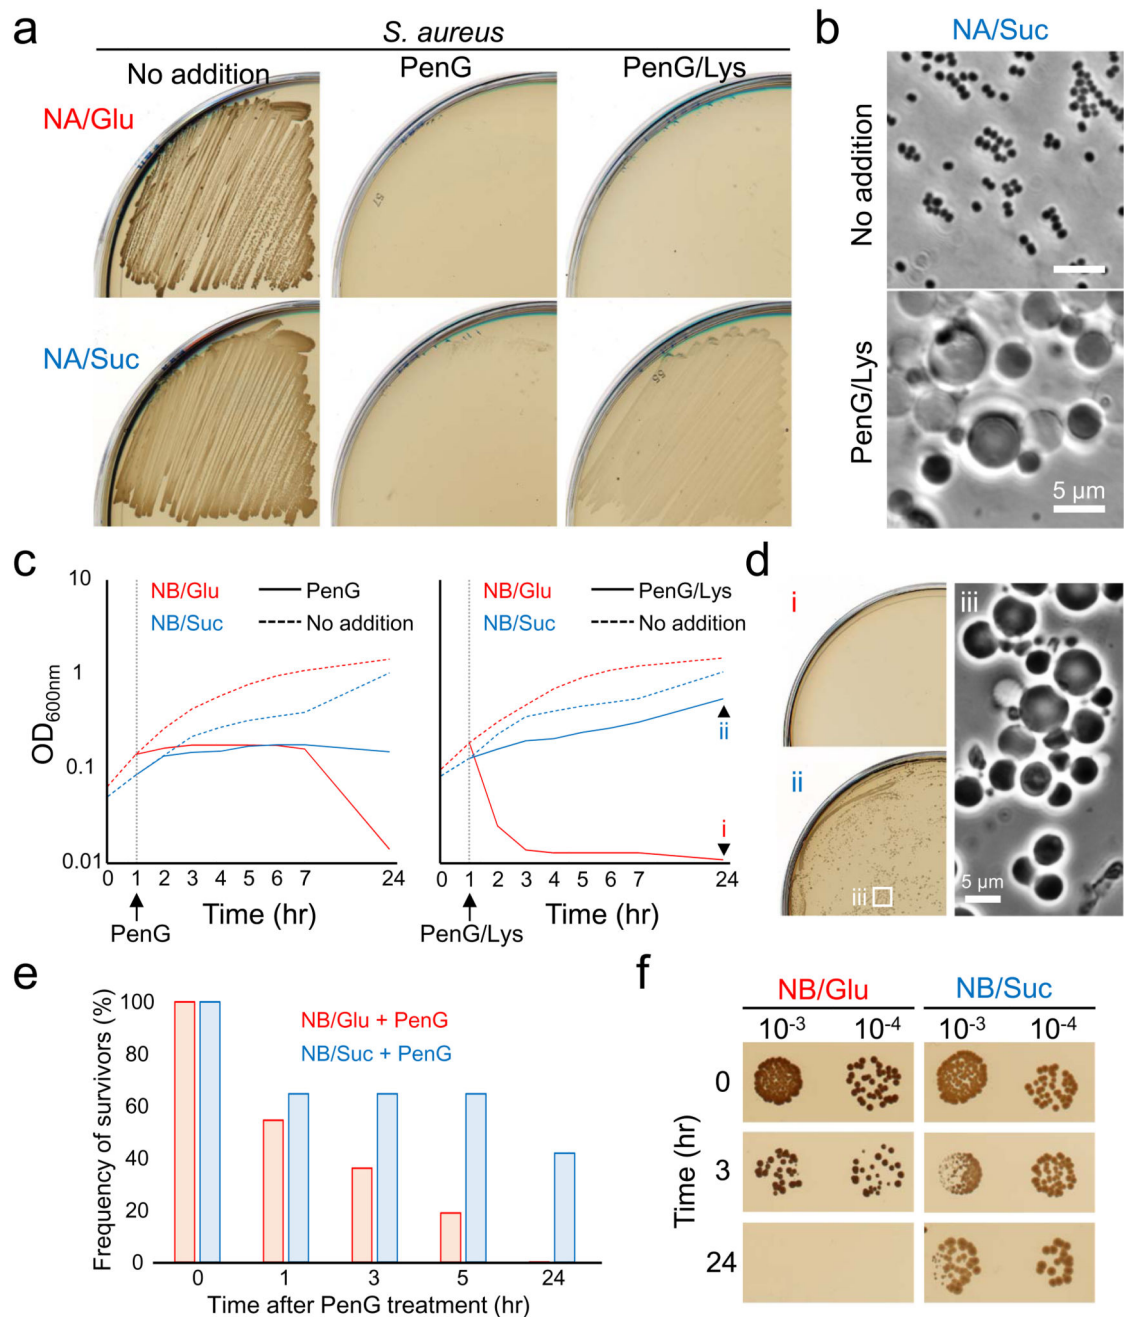 a
S. aureus
No addition PenG PenG/Lys
NA/Glu
57
NA/Suc
55
b
NA/Suc
No addition
PenG/Lys
5 μm
c
10
1
0.1
0.01
OD600nm
NB/Glu PenG
NB/Suc No addition
0 1 2 3 4 5 6 7 24
Time (hr)
PenG
NB/Glu PenG/Lys
NB/Suc No addition
ii
i
0 1 2 3 4 5 6 7 24
Time (hr)
PenG/Lys
d
i
ii
iii
iii
5 μm
e
Frequency of survivors (%)
100
80
60
40
20
0
NB/Glu + PenG
NB/Suc + PenG
0 1 3 5 24
Time after PenG treatment (hr)
f
NB/Glu NB/Suc
10-3 10-4 10-3 10-4
Time (hr)
0
3
24